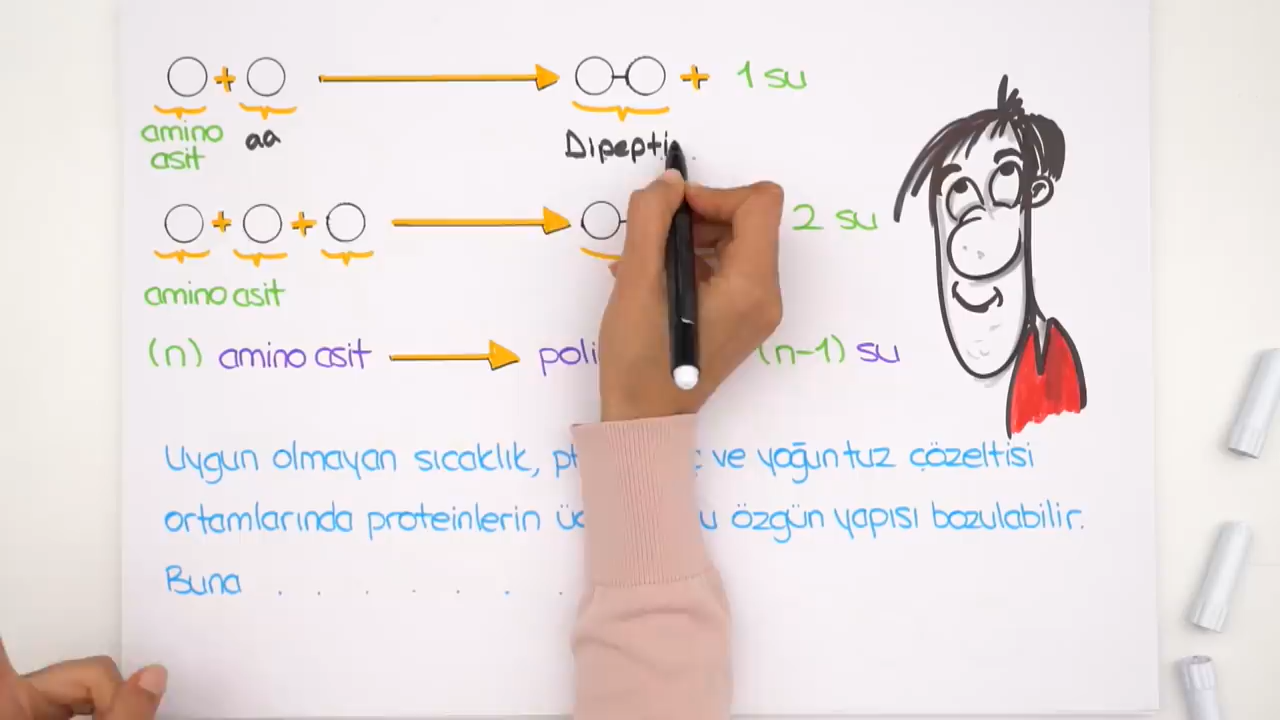 + + 1 su
amino
asit
aa
Dipepti
+ + 2 su
amino asit
(n) amino asit poli (n-1) su
Uygun olmayan sıcaklık, ve yoğun tuz çözeltisi
ortamlarında proteinlerin özgün yapısı bozulabilir.
Buna . . . . . .